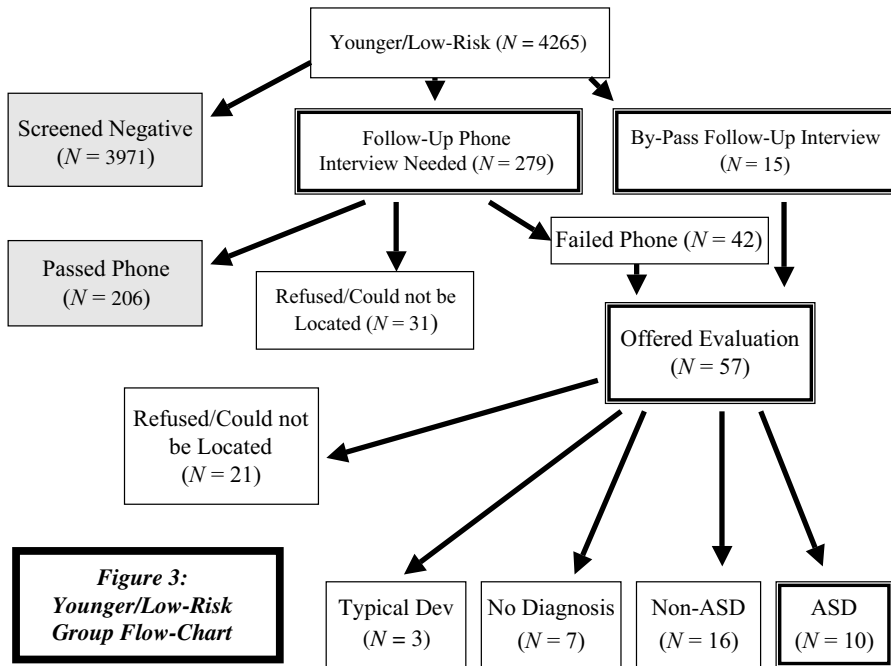 Younger/Low-Risk (N = 4265)
Screened Negative
(N = 3971)
Follow-Up Phone
Interview Needed (N = 279)
By-Pass Follow-Up Interview
(N = 15)
Passed Phone
(N = 206)
Refused/Could not be
Located (N = 31)
Failed Phone (N = 42)
Offered Evaluation
(N = 57)
Refused/Could not
be Located
(N = 21)
Figure 3:
Younger/Low-Risk
Group Flow-Chart
Typical Dev
(N = 3)
No Diagnosis
(N = 7)
Non-ASD
(N = 16)
ASD
(N = 10)